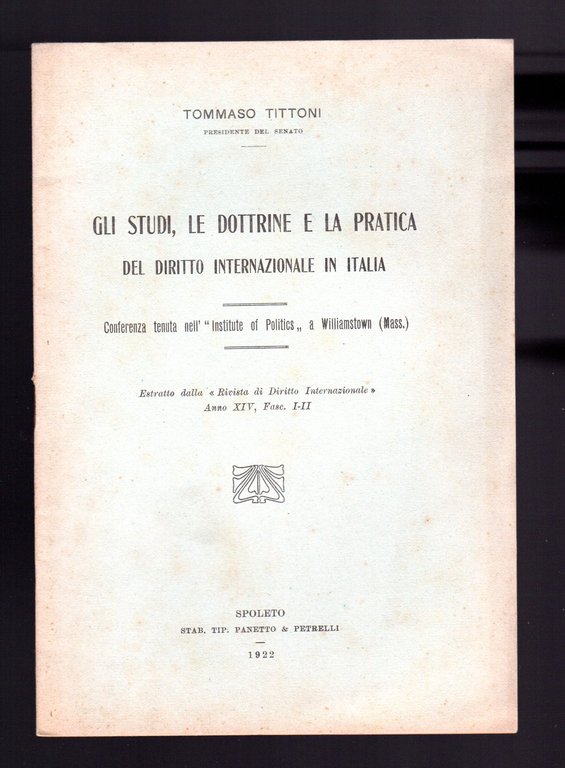 TOMMASO TITTONI
PRESIDENTE DEL SENATO
GLI STUDI, LE DOTTRINE E LA PRATICA
DEL DIRITTO INTERNAZIONALE IN ITALIA
Conferenza tenuta nell' “Institute of Politics„ a Williamstown (Mass.)
Estratto dalla « Rivista di Diritto Internazionale »
Anno XIV, Fasc. I-II
SPOLETO
STAB. TIP. PANETTO & PETRELLI
1922